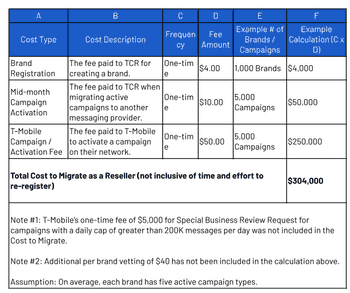 A B C D E F
Cost Type Cost Description Frequen Fee Example # of Example
cy Amount Brands / Calculation (C x
Campaigns D)
Brand The fee paid to TCR for One-tim $4.00 1,000 Brands $4,000
Registration creating a brand. e
Mid-month The fee paid to TCR when One-tim $10.00 5,000 $50.000
Campaign migrating active e Campaigns
Activation campaigns to another
messaging provider.
T-Mobile The fee paid to T-Mobile One-tim $50.00 5,000 $250.000
Campaign / to activate a campaign e Campaigns
Activation Fee on their network.
Total Cost to Migrate as a Reseller (not inclusive of time and effort to $304,000
re-register)
Note #1: T-Mobile's one-time fee of $5,000 for Special Business Review Request for
campaigns with a daily cap of greater than 200K messages per day was not included in the
Cost to Migrate.
Note #2: Additional per brand vetting of $40 has not been included in the calculation above.
Assumption: On average, each brand has five active campaign types.